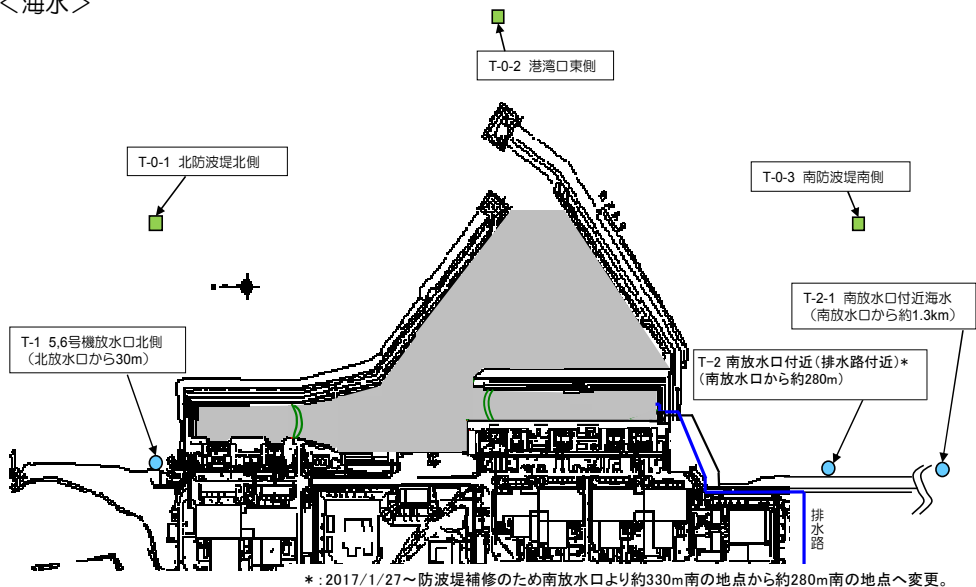 ＜海水＞
T-0-2 港湾口東側
T-0-1 北防波堤北側
T-0-3 南防波堤南側
T-2-1 南放水口付近海水
（南放水口から約1.3km）
T-1 5,6号機放水口北側
（北放水口から30m）
T-2 南放水口付近(排水路付近)*
(南放水口から約280m)
排水路
*：2017/1/27～防波堤補修のため南放水口より約330m南の地点から約280m南の地点へ変更。